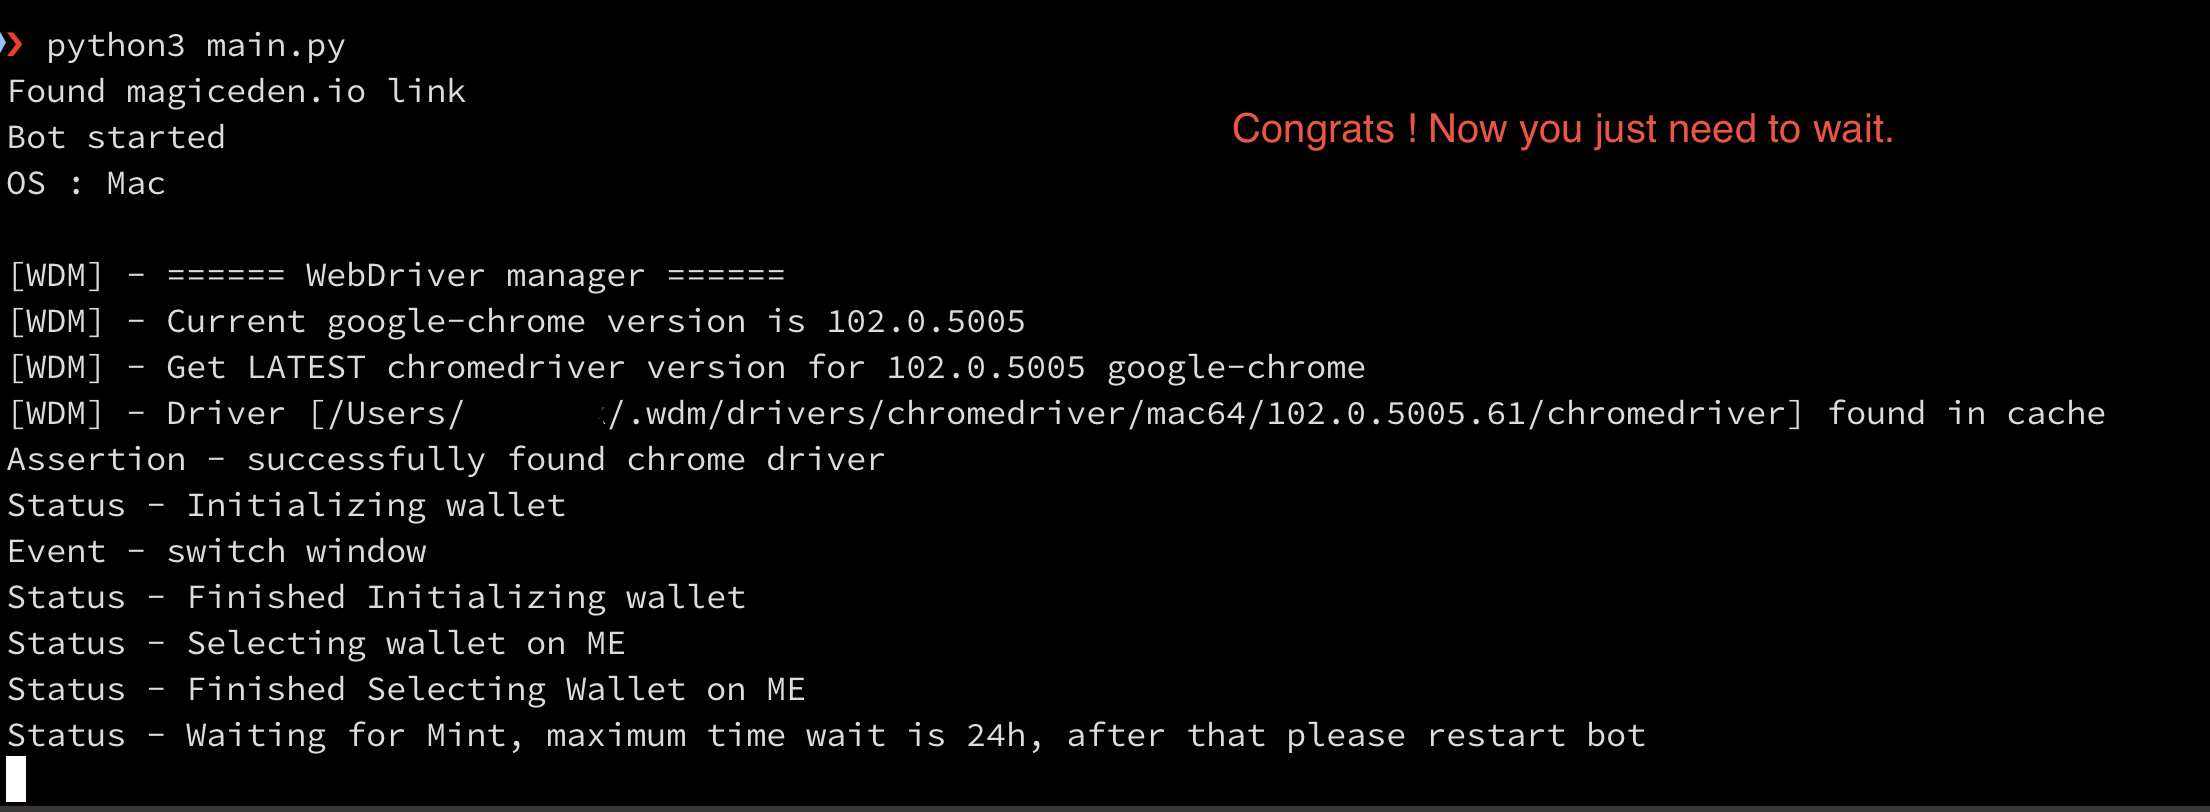 ❯ python3 main.py
Found magiceden.io link
Congrats ! Now you just need to wait.
Bot started
OS : Mac
[WDM] - ====== WebDriver manager ======
[WDM] - Current google-chrome version is 102.0.5005
[WDM] - Get LATEST chromedriver version for 102.0.5005 google-chrome
[WDM] - Driver [/Users/ /.wdm/drivers/chromedriver/mac64/102.0.5005.61/chromedriver] found in cache
Assertion - successfully found chrome driver
Status - Initializing wallet
Event - switch window
Status - Finished Initializing wallet
Status - Selecting wallet on ME
Status - Finished Selecting Wallet on ME
Status - Waiting for Mint, maximum time wait is 24h, after that please restart bot